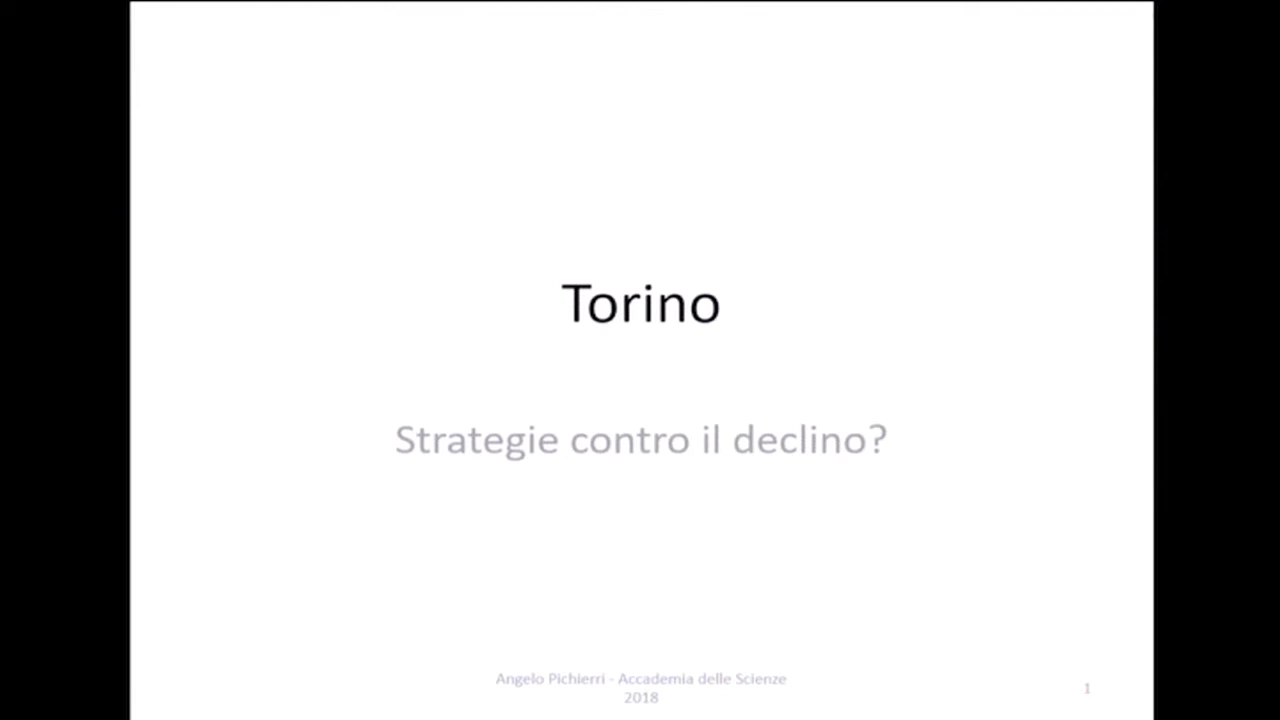 Torino
Strategie contro il declino?
Angelo Pichierri - Accademia delle Scienze
2018
1